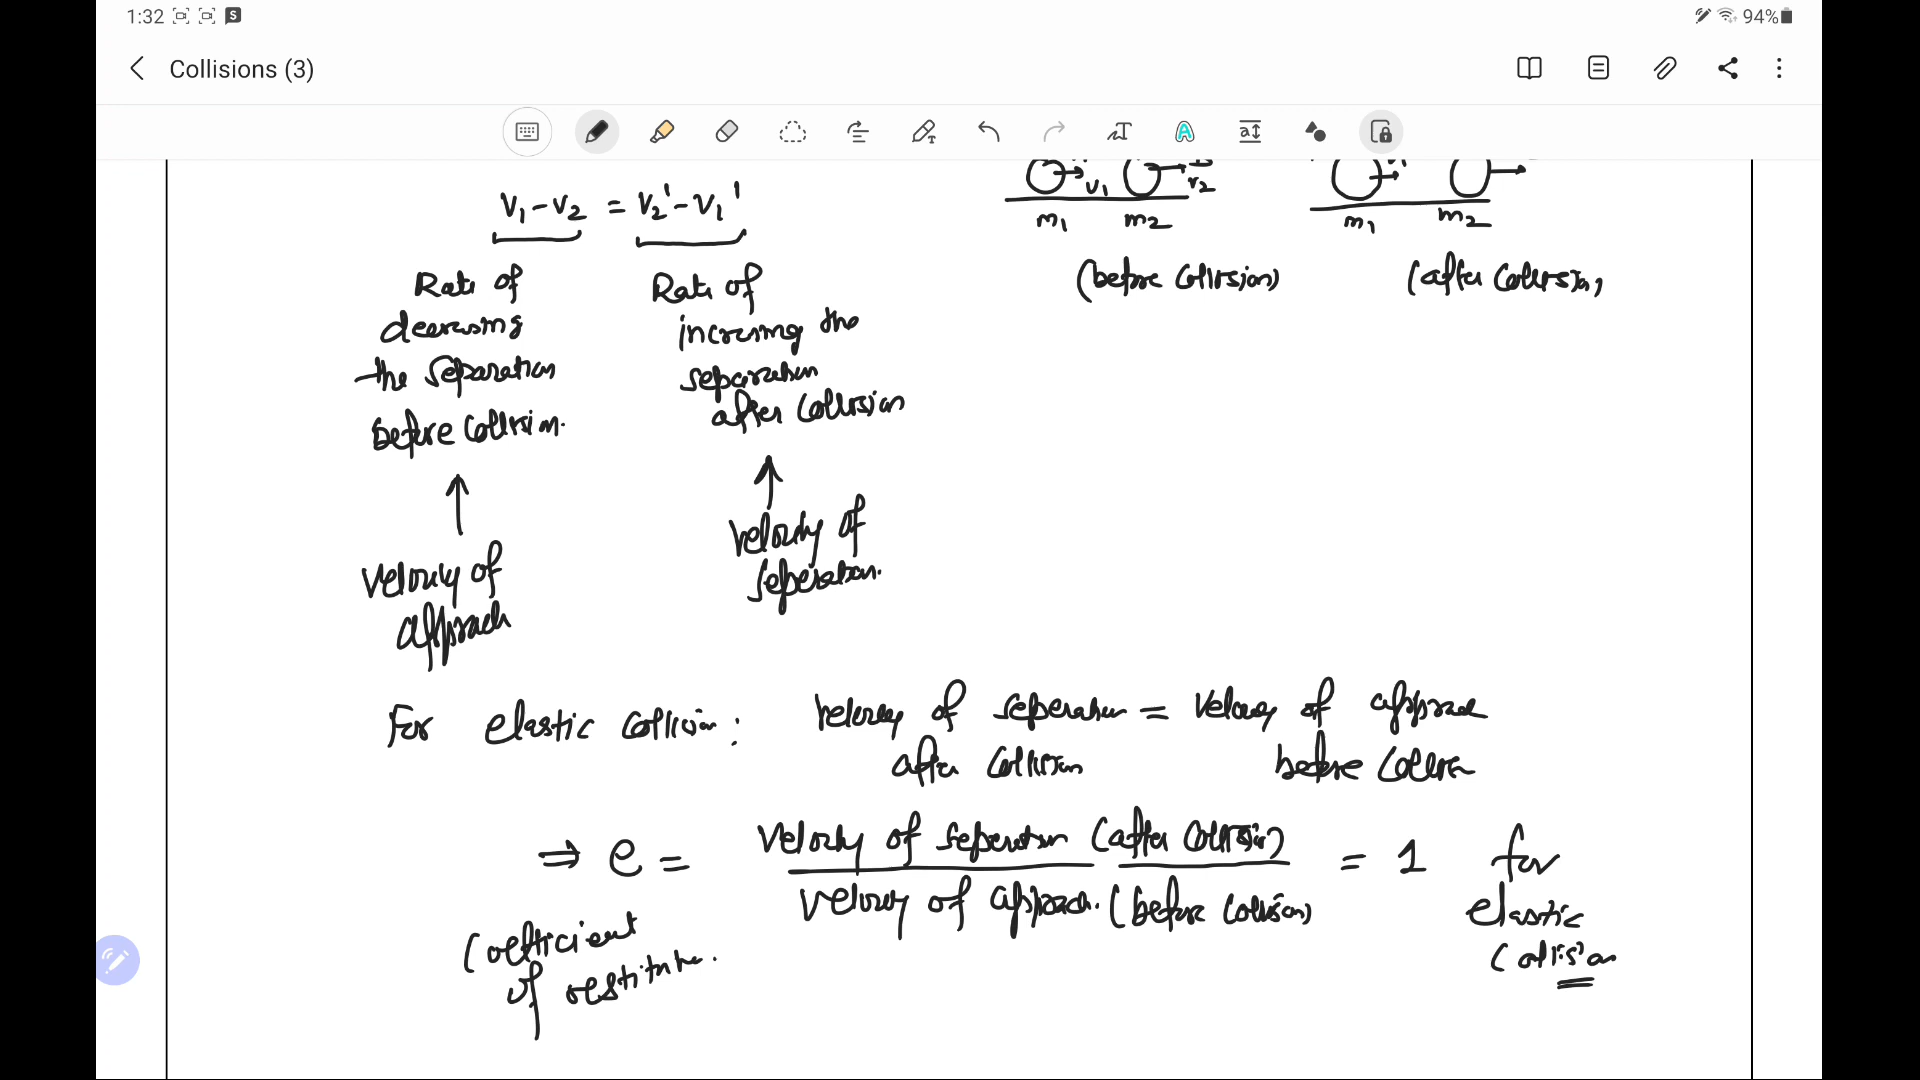 1:32
94%
Collisions (3)
V₁ - V₂ = V₂' - V₁'
V₁
V₂
m₁ m₂
m₁ m₂
(before Collision)
(after Collision)
Rate of
decreasing
the Separation
before Collision.
Rate of
increasing the
separation
after Collision
Velocity of
approach
Velocity of
Seperation.
For elastic Collision : Velocity of seperation = Velocity of approach
after Collision before Collision
⇒ e = Velocity of seperation (after Collision) / Velocity of approach. (before Collision) = 1 for
elastic
Collision
Coefficient
of restitution.